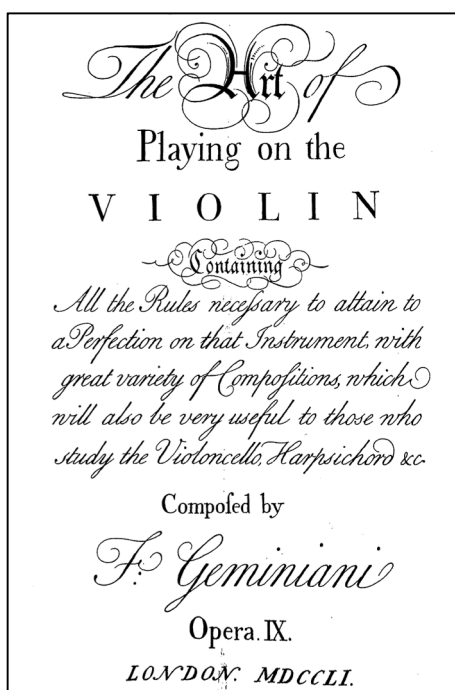 The Art of
Playing on the
VIOLIN
Containing
All the Rules neceſsary to attain to
a Perfection on that Instrument, with
great variety of Compoſitions, which
will also be very useful to those who
study the Violoncello, Harpsichord &c.
Compoſed by
F. Geminiani
Opera. IX.
LONDON. MDCCLI.